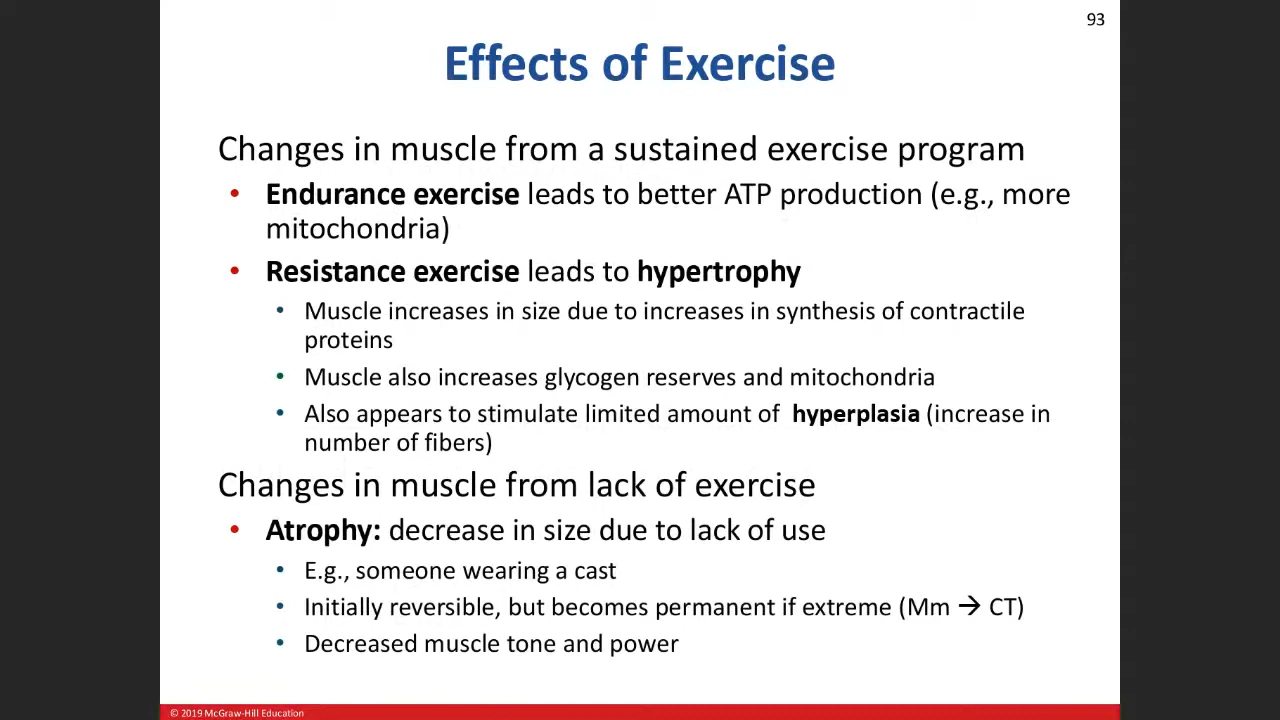 93
Effects of Exercise
Changes in muscle from a sustained exercise program
• Endurance exercise leads to better ATP production (e.g., more
mitochondria)
• Resistance exercise leads to hypertrophy
• Muscle increases in size due to increases in synthesis of contractile
proteins
• Muscle also increases glycogen reserves and mitochondria
• Also appears to stimulate limited amount of hyperplasia (increase in
number of fibers)
Changes in muscle from lack of exercise
• Atrophy: decrease in size due to lack of use
• E.g., someone wearing a cast
• Initially reversible, but becomes permanent if extreme (Mm → CT)
• Decreased muscle tone and power
© 2019 McGraw-Hill Education